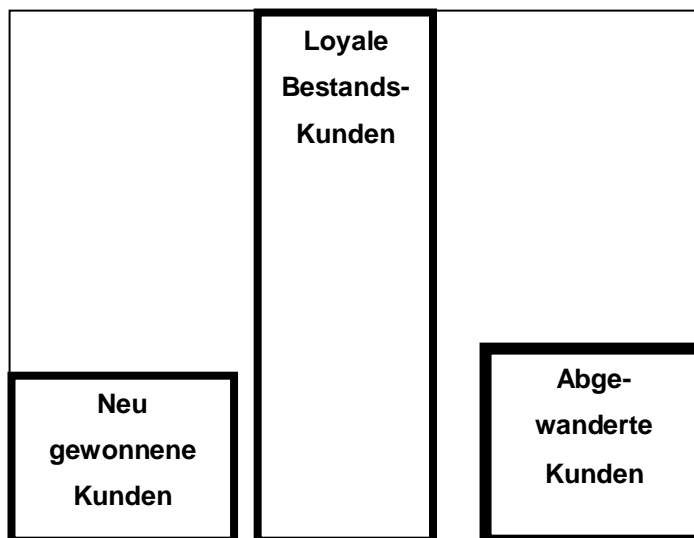 Loyale
Bestands-
Kunden
Neu
gewonnene
Kunden
Abge-
wanderte
Kunden